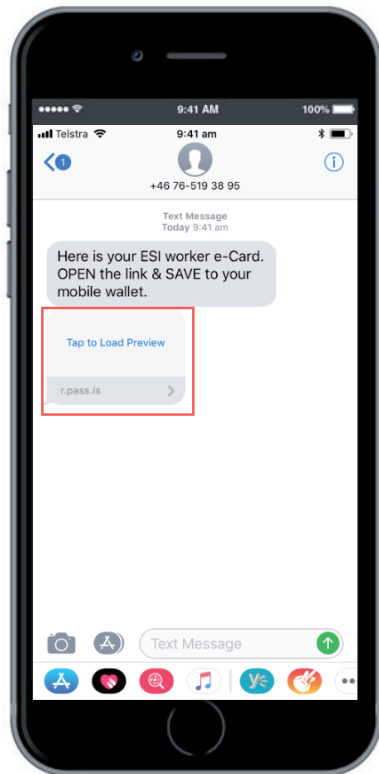 9:41 AM
100%
Telstra
9:41 am
1
+46 76-519 38 95
Text Message
Today 9:41 am
Here is your ESI worker e-Card.
OPEN the link & SAVE to your
mobile wallet.
Tap to Load Preview
r.pass.is
Text Message